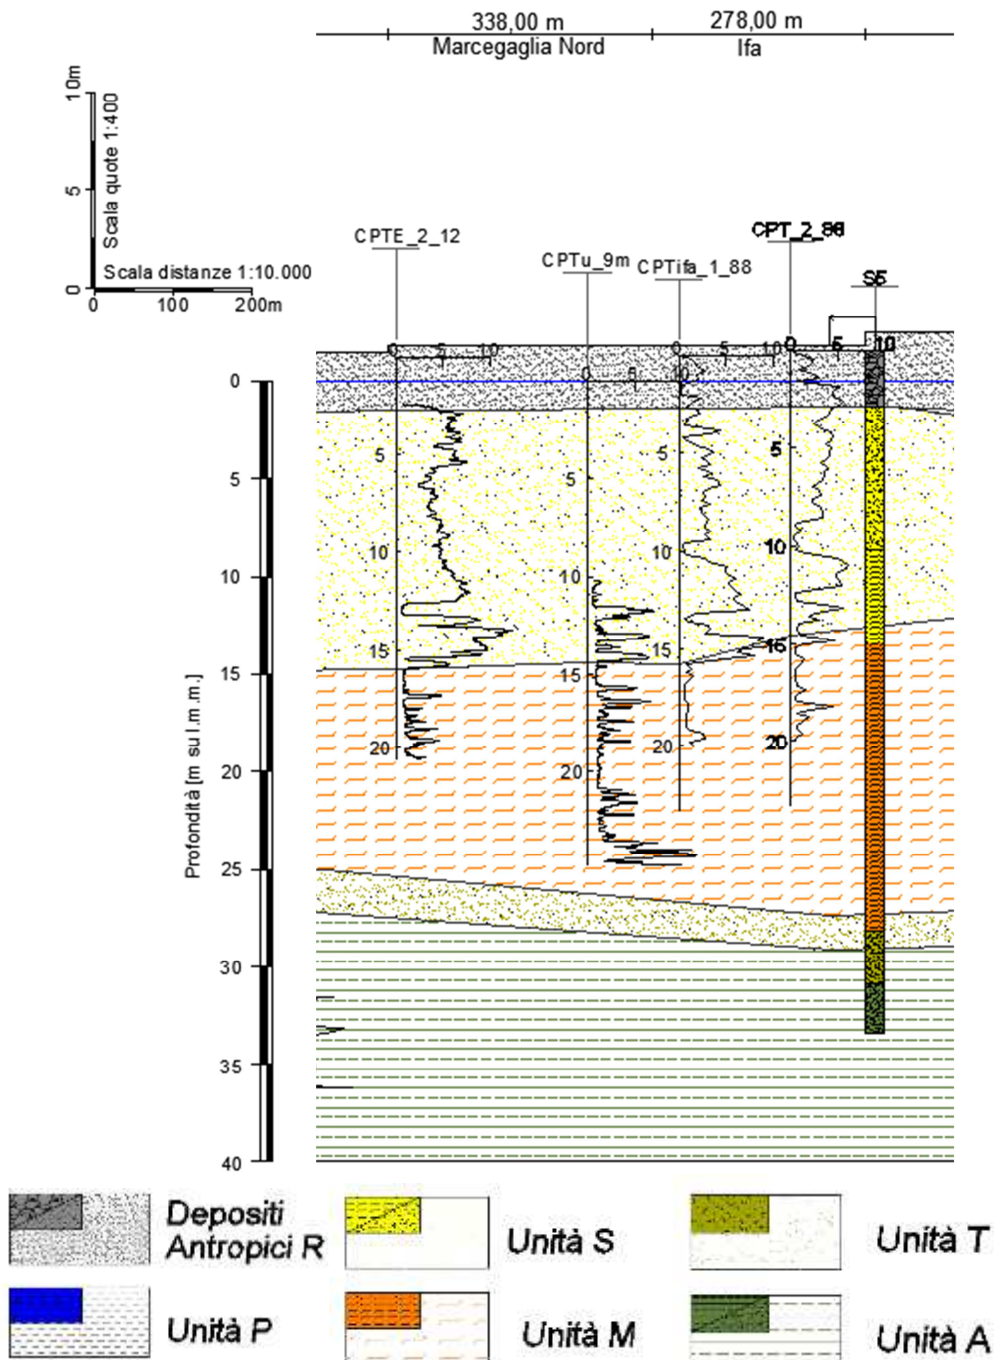 338,00 m
278,00 m
Marcegaglia Nord
Ifa
10m
5
0
Scala quote 1:400
Scala distanze 1:10.000
0
100
200m
CPTE_2_12
CPTu_9m
CPTifa_1_88
S5
0
5
10
0
5
10
0
5
10
0
5
10
0
5
10
15
20
25
30
35
40
Profondità [m su l.m.m.]
5
10
15
20
5
10
15
20
5
10
15
20
5
10
15
20
Depositi
Antropici R
Unità S
Unità T
Unità P
Unità M
Unità A